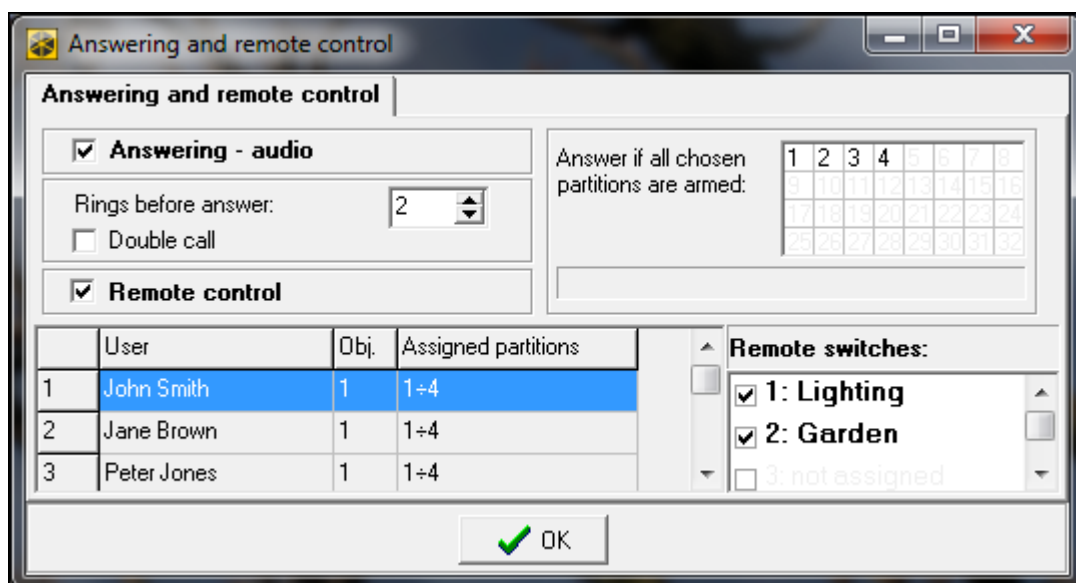 Answering and remote control
Answering and remote control
Answering - audio
Rings before answer: 2
Double call
Remote control
Answer if all chosen
partitions are armed:
1 2 3 4 5 6 7 8
9 10 11 12 13 14 15 16
17 18 19 20 21 22 23 24
25 26 27 28 29 30 31 32
User Obj. Assigned partitions
1 John Smith 1 1÷4
2 Jane Brown 1 1÷4
3 Peter Jones 1 1÷4
Remote switches:
1: Lighting
2: Garden
3: not assigned
OK